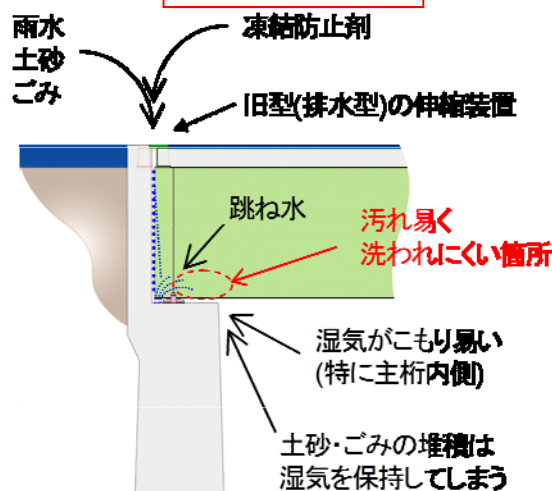 雨水
土砂
ごみ
凍結防止剤
旧型(排水型)の伸縮装置
跳ね水
汚れ易く
洗われにくい箇所
湿気がこもり易い
(特に主桁内側)
土砂・ごみの堆積は
湿気を保持してしまう